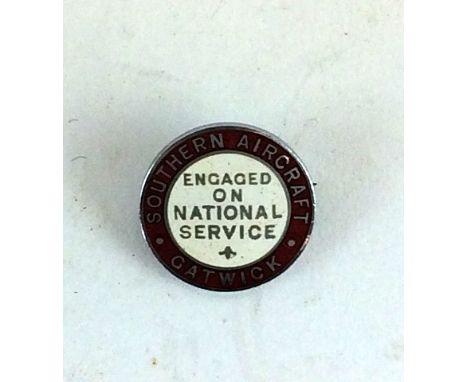 SOUTHERN AIRCRAFT
ENGAGED
ON
NATIONAL
SERVICE
· GATWICK ·